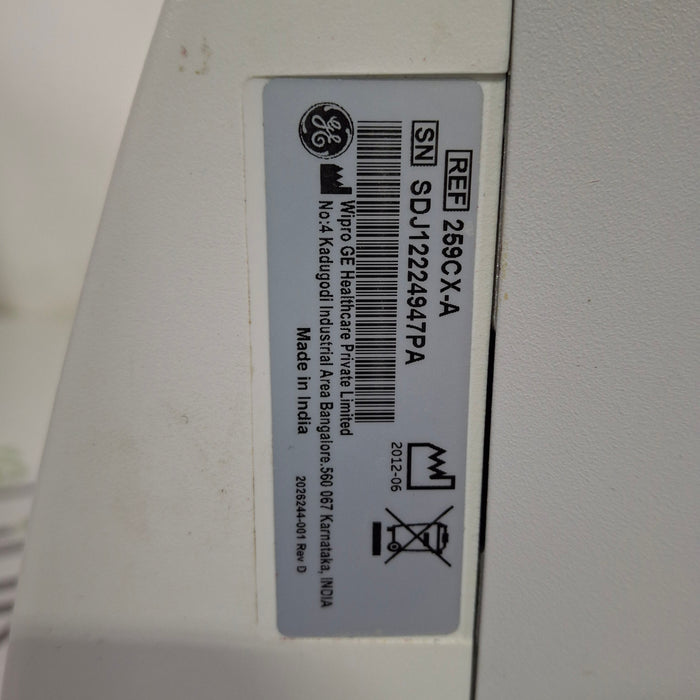 REF 259CX-A
SN SDJ12224947PA
2012-06
GE
Wipro GE Healthcare Private Limited
No:4 Kadugodi Industrial Area Bangalore.560 067 Karnataka, INDIA
Made in India
2026244-001 Rev D